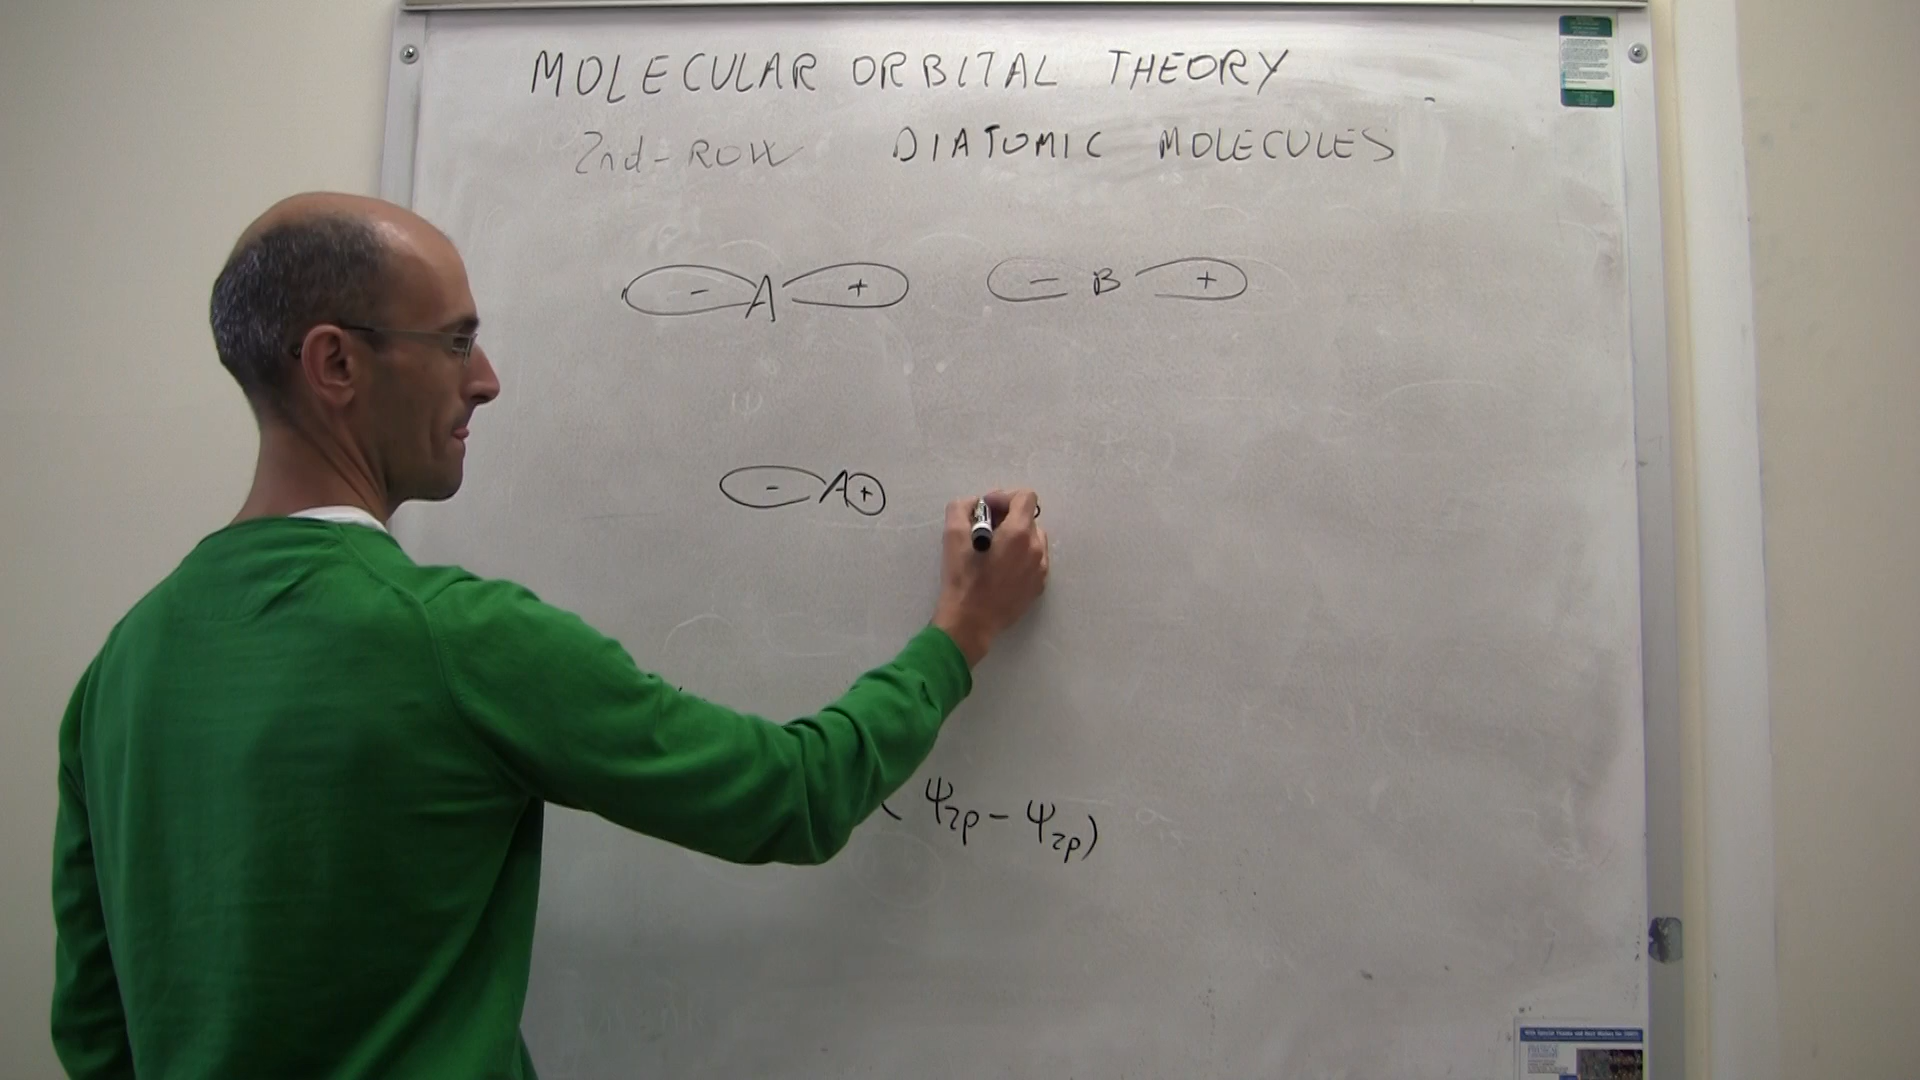 MOLECULAR ORBITAL THEORY
2nd-ROW DIATOMIC MOLECULES
- A + - B +
- A +
( Ψ2p - Ψ2p)